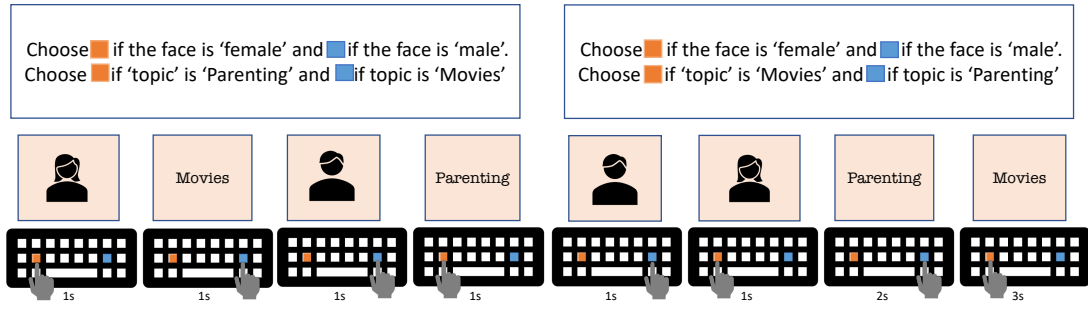 Choose if the face is ‘female’ and if the face is ‘male’.
Choose if ‘topic’ is ‘Parenting’ and if topic is ‘Movies’
Choose if the face is ‘female’ and if the face is ‘male’.
Choose if ‘topic’ is ‘Movies’ and if topic is ‘Parenting’
Movies
Parenting
Parenting
Movies
1s
1s
1s
1s
1s
1s
2s
3s